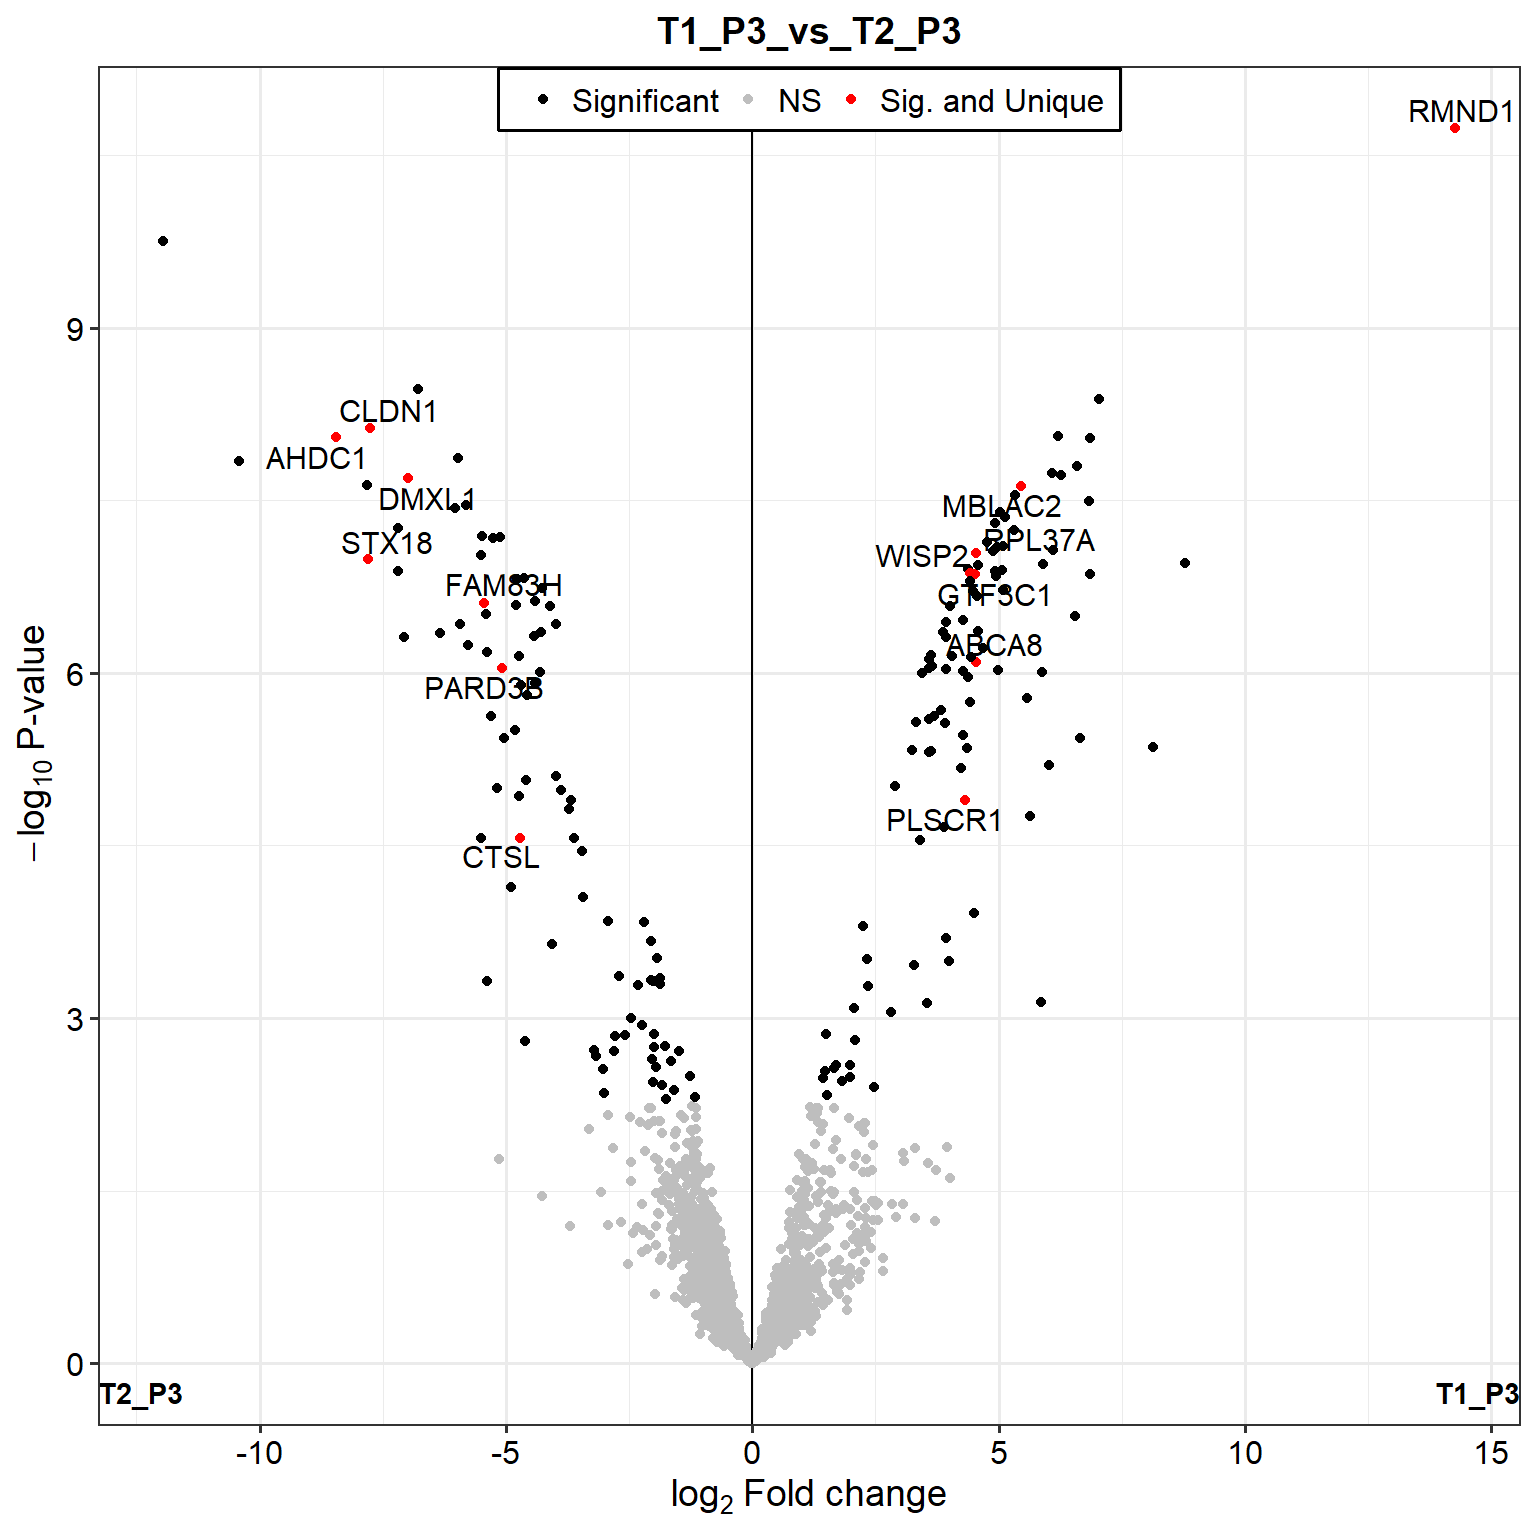 T1_P3_vs_T2_P3
Significant NS Sig. and Unique
RMND1
9
CLDN1
AHDC1
DMXL1
MBLAC2
STX18
RPL37A
WISP2
FAM83H
GTF3C1
ABCA8
6
PARD3B
PLSCR1
CTSL
3
0
−log10 P-value
T2_P3 T1_P3
-10 -5 0 5 10 15
log2 Fold change